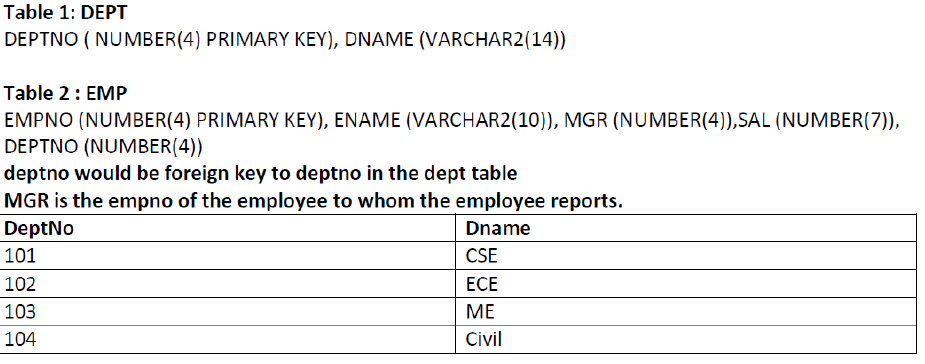 Table 1: DEPT
DEPTNO ( NUMBER(4) PRIMARY KEY), DNAME (VARCHAR2(14))
Table 2 : EMP
EMPNO (NUMBER(4) PRIMARY KEY), ENAME (VARCHAR2(10)), MGR (NUMBER(4)),SAL (NUMBER(7)),
DEPTNO (NUMBER(4))
deptno would be foreign key to deptno in the dept table
MGR is the empno of the employee to whom the employee reports.
DeptNo Dname
101 CSE
102 ECE
103 ME
104 Civil